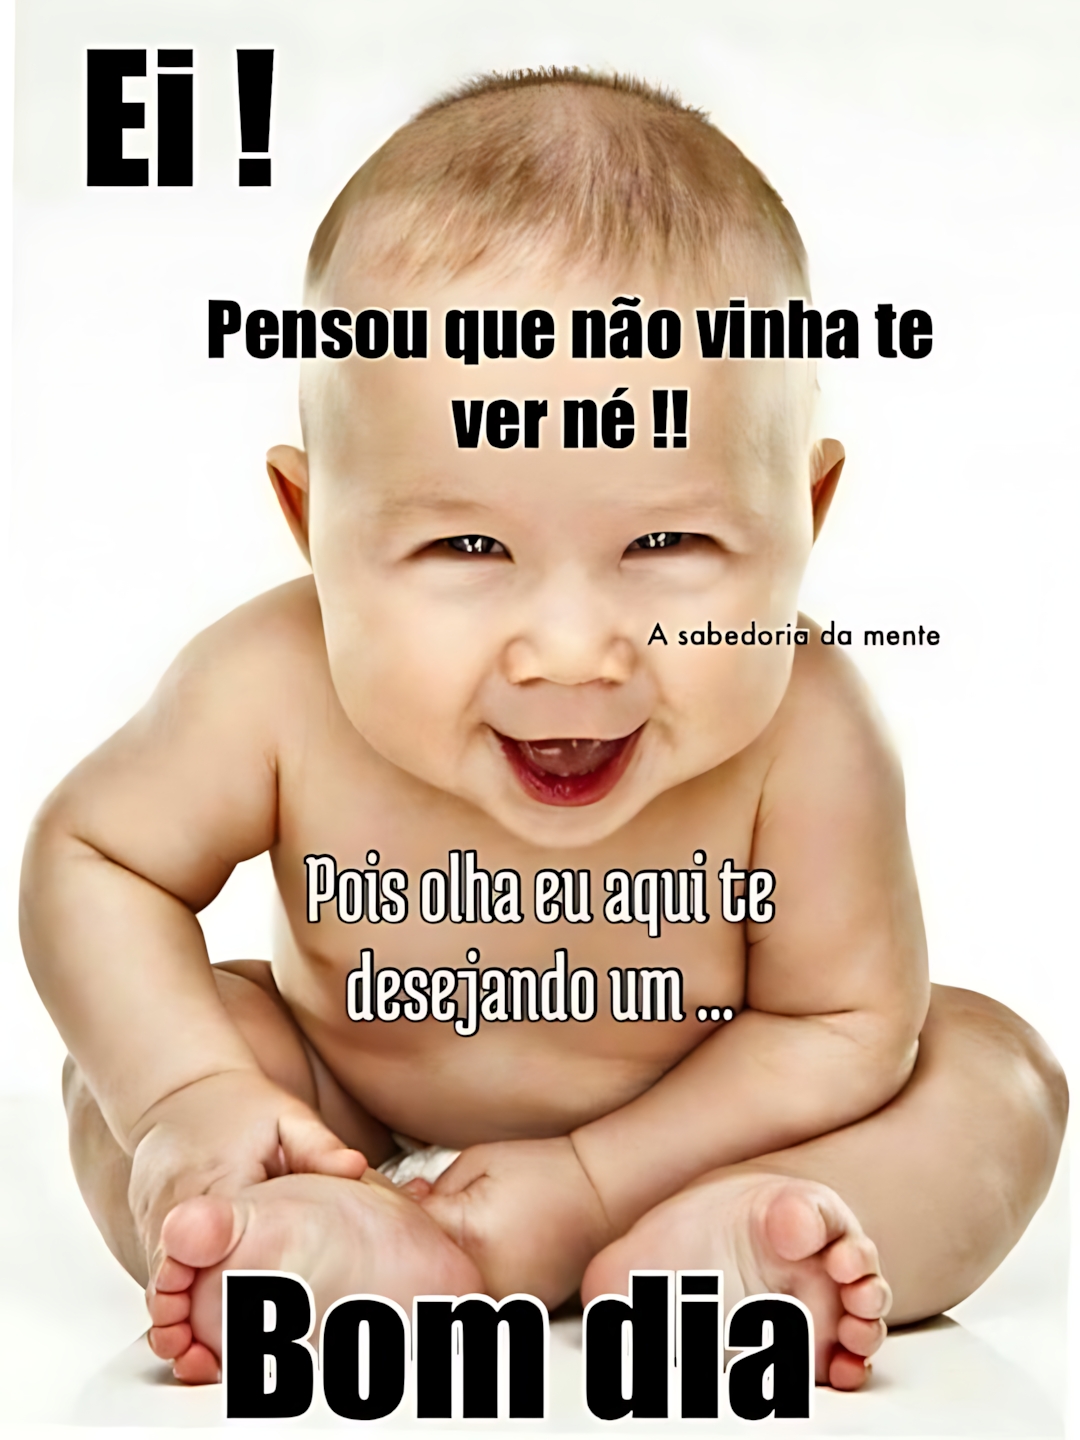 Ei !
Pensou que não vinha te
ver né !!
A sabedoria da mente
Pois olha eu aqui te
desejando um ...
Bom dia